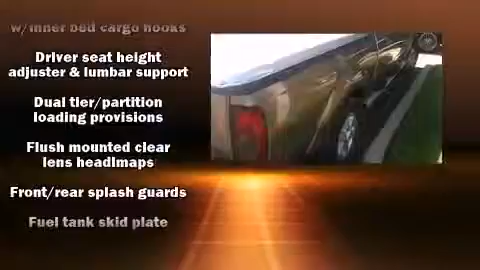 w/inner bed cargo hooks
Driver seat height
adjuster & lumbar support
Dual tier/partition
loading provisions
Flush mounted clear
lens headlmaps
Front/rear splash guards
Fuel tank skid plate